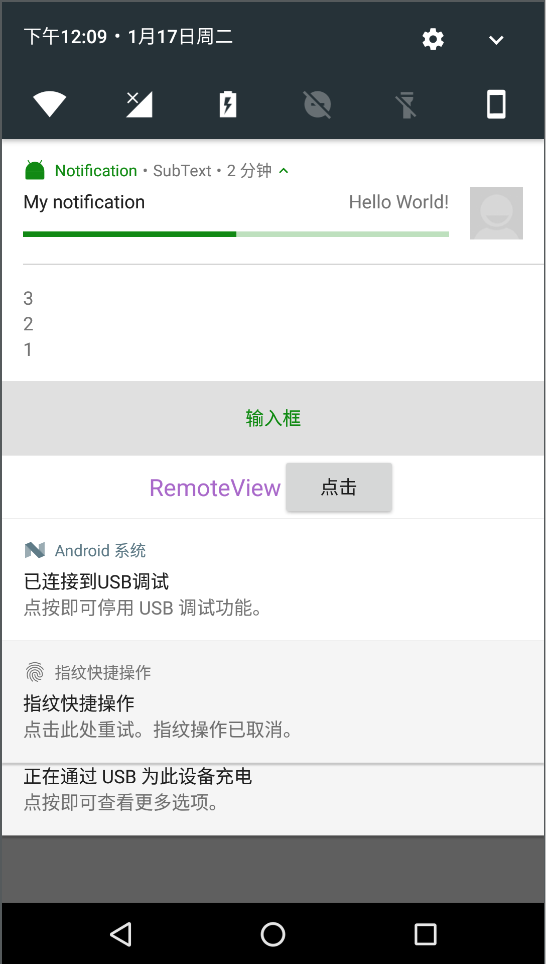 下午12:09 • 1月17日周二
Notification • SubText • 2 分钟
My notification Hello World!
3
2
1
输入框
RemoteView 点击
Android 系统
已连接到USB调试
点按即可停用 USB 调试功能。
指纹快捷操作
指纹快捷操作
点击此处重试。指纹操作已取消。
正在通过 USB 为此设备充电
点按即可查看更多选项。